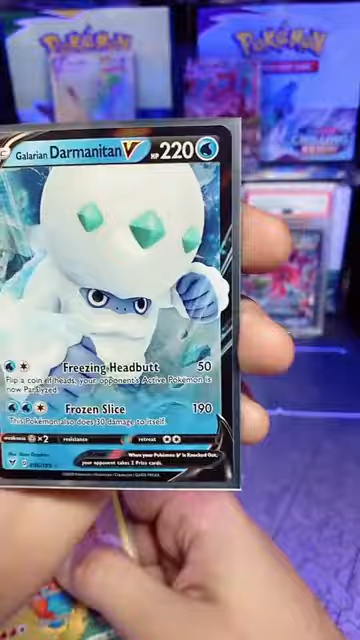 POKéMON
POKéMON
Galarian Darmanitan V HP 220
Freezing Headbutt 50
Flip a coin. If heads, your opponent's Active Pokémon is
now Paralyzed.
Frozen Slice 190
This Pokémon also does 30 damage to itself.
weakness ×2 resistance retreat
When your Pokémon V is Knocked Out,
your opponent takes 2 Prize cards.